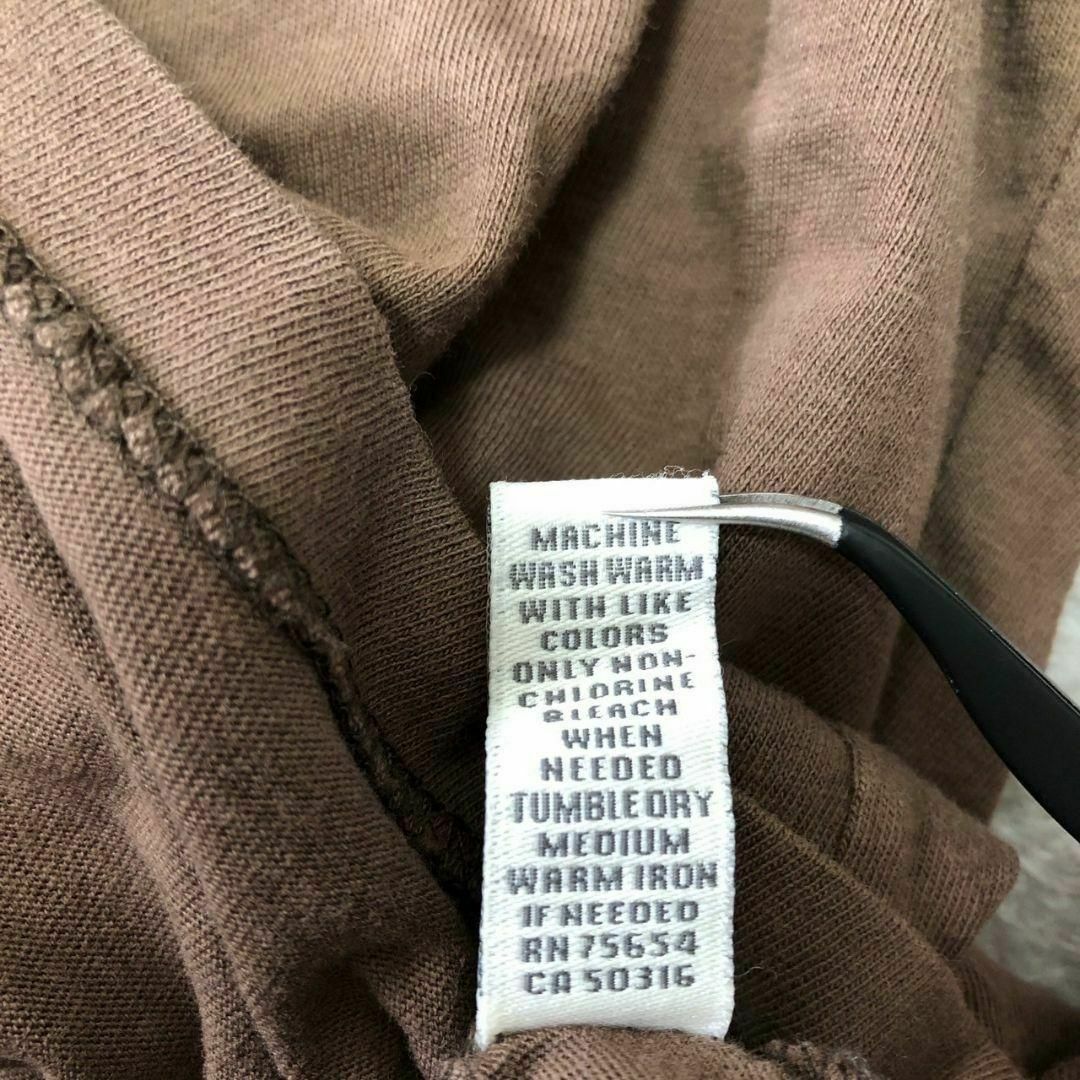 MACHINE
WASH WARM
WITH LIKE
COLORS
ONLY NON-
CHLORINE
BLEACH
WHEN
NEEDED
TUMBLE DRY
MEDIUM
WARM IRON
IF NEEDED
RN 75654
CA 50316